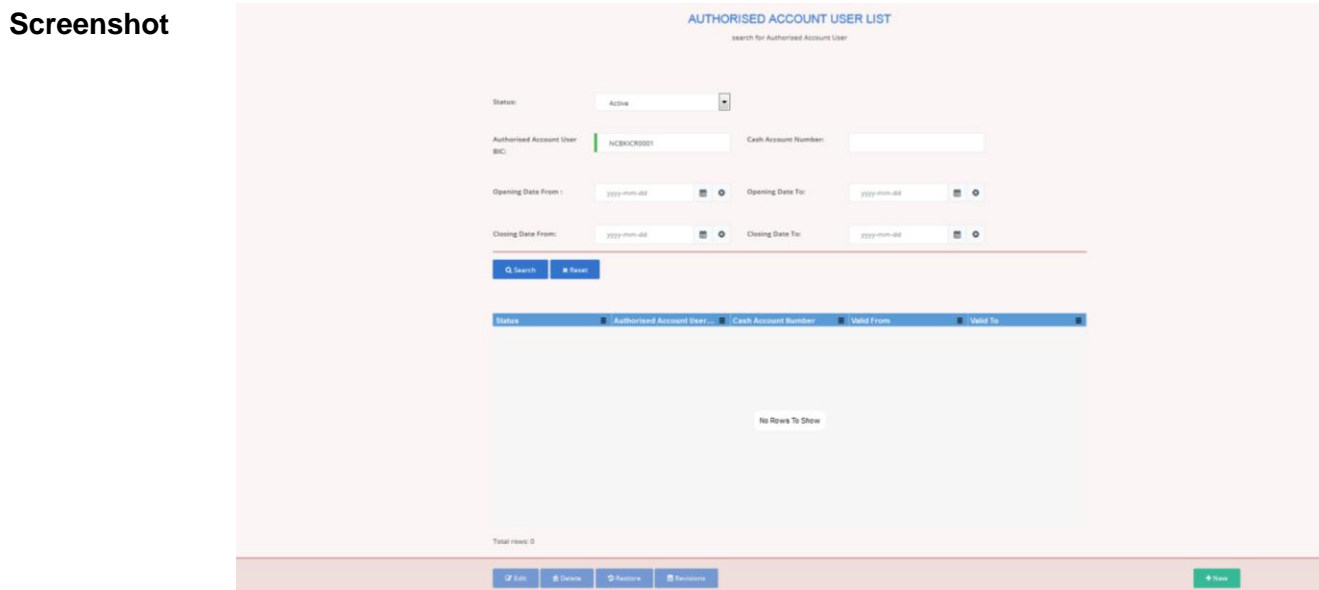 Screenshot
AUTHORISED ACCOUNT USER LIST
search for Authorised Account User
Status:
Active
Authorised Account User
BIC:
NCBKICR0001
Cash Account Number:
Opening Date From :
yyyy-mm-dd
Opening Date To:
yyyy-mm-dd
Closing Date From:
yyyy-mm-dd
Closing Date To:
yyyy-mm-dd
Search
Reset
Status Authorised Account User... Cash Account Number Valid From Valid To
No Rows To Show
Total rows: 0
Edit Delete Restore Revisions New